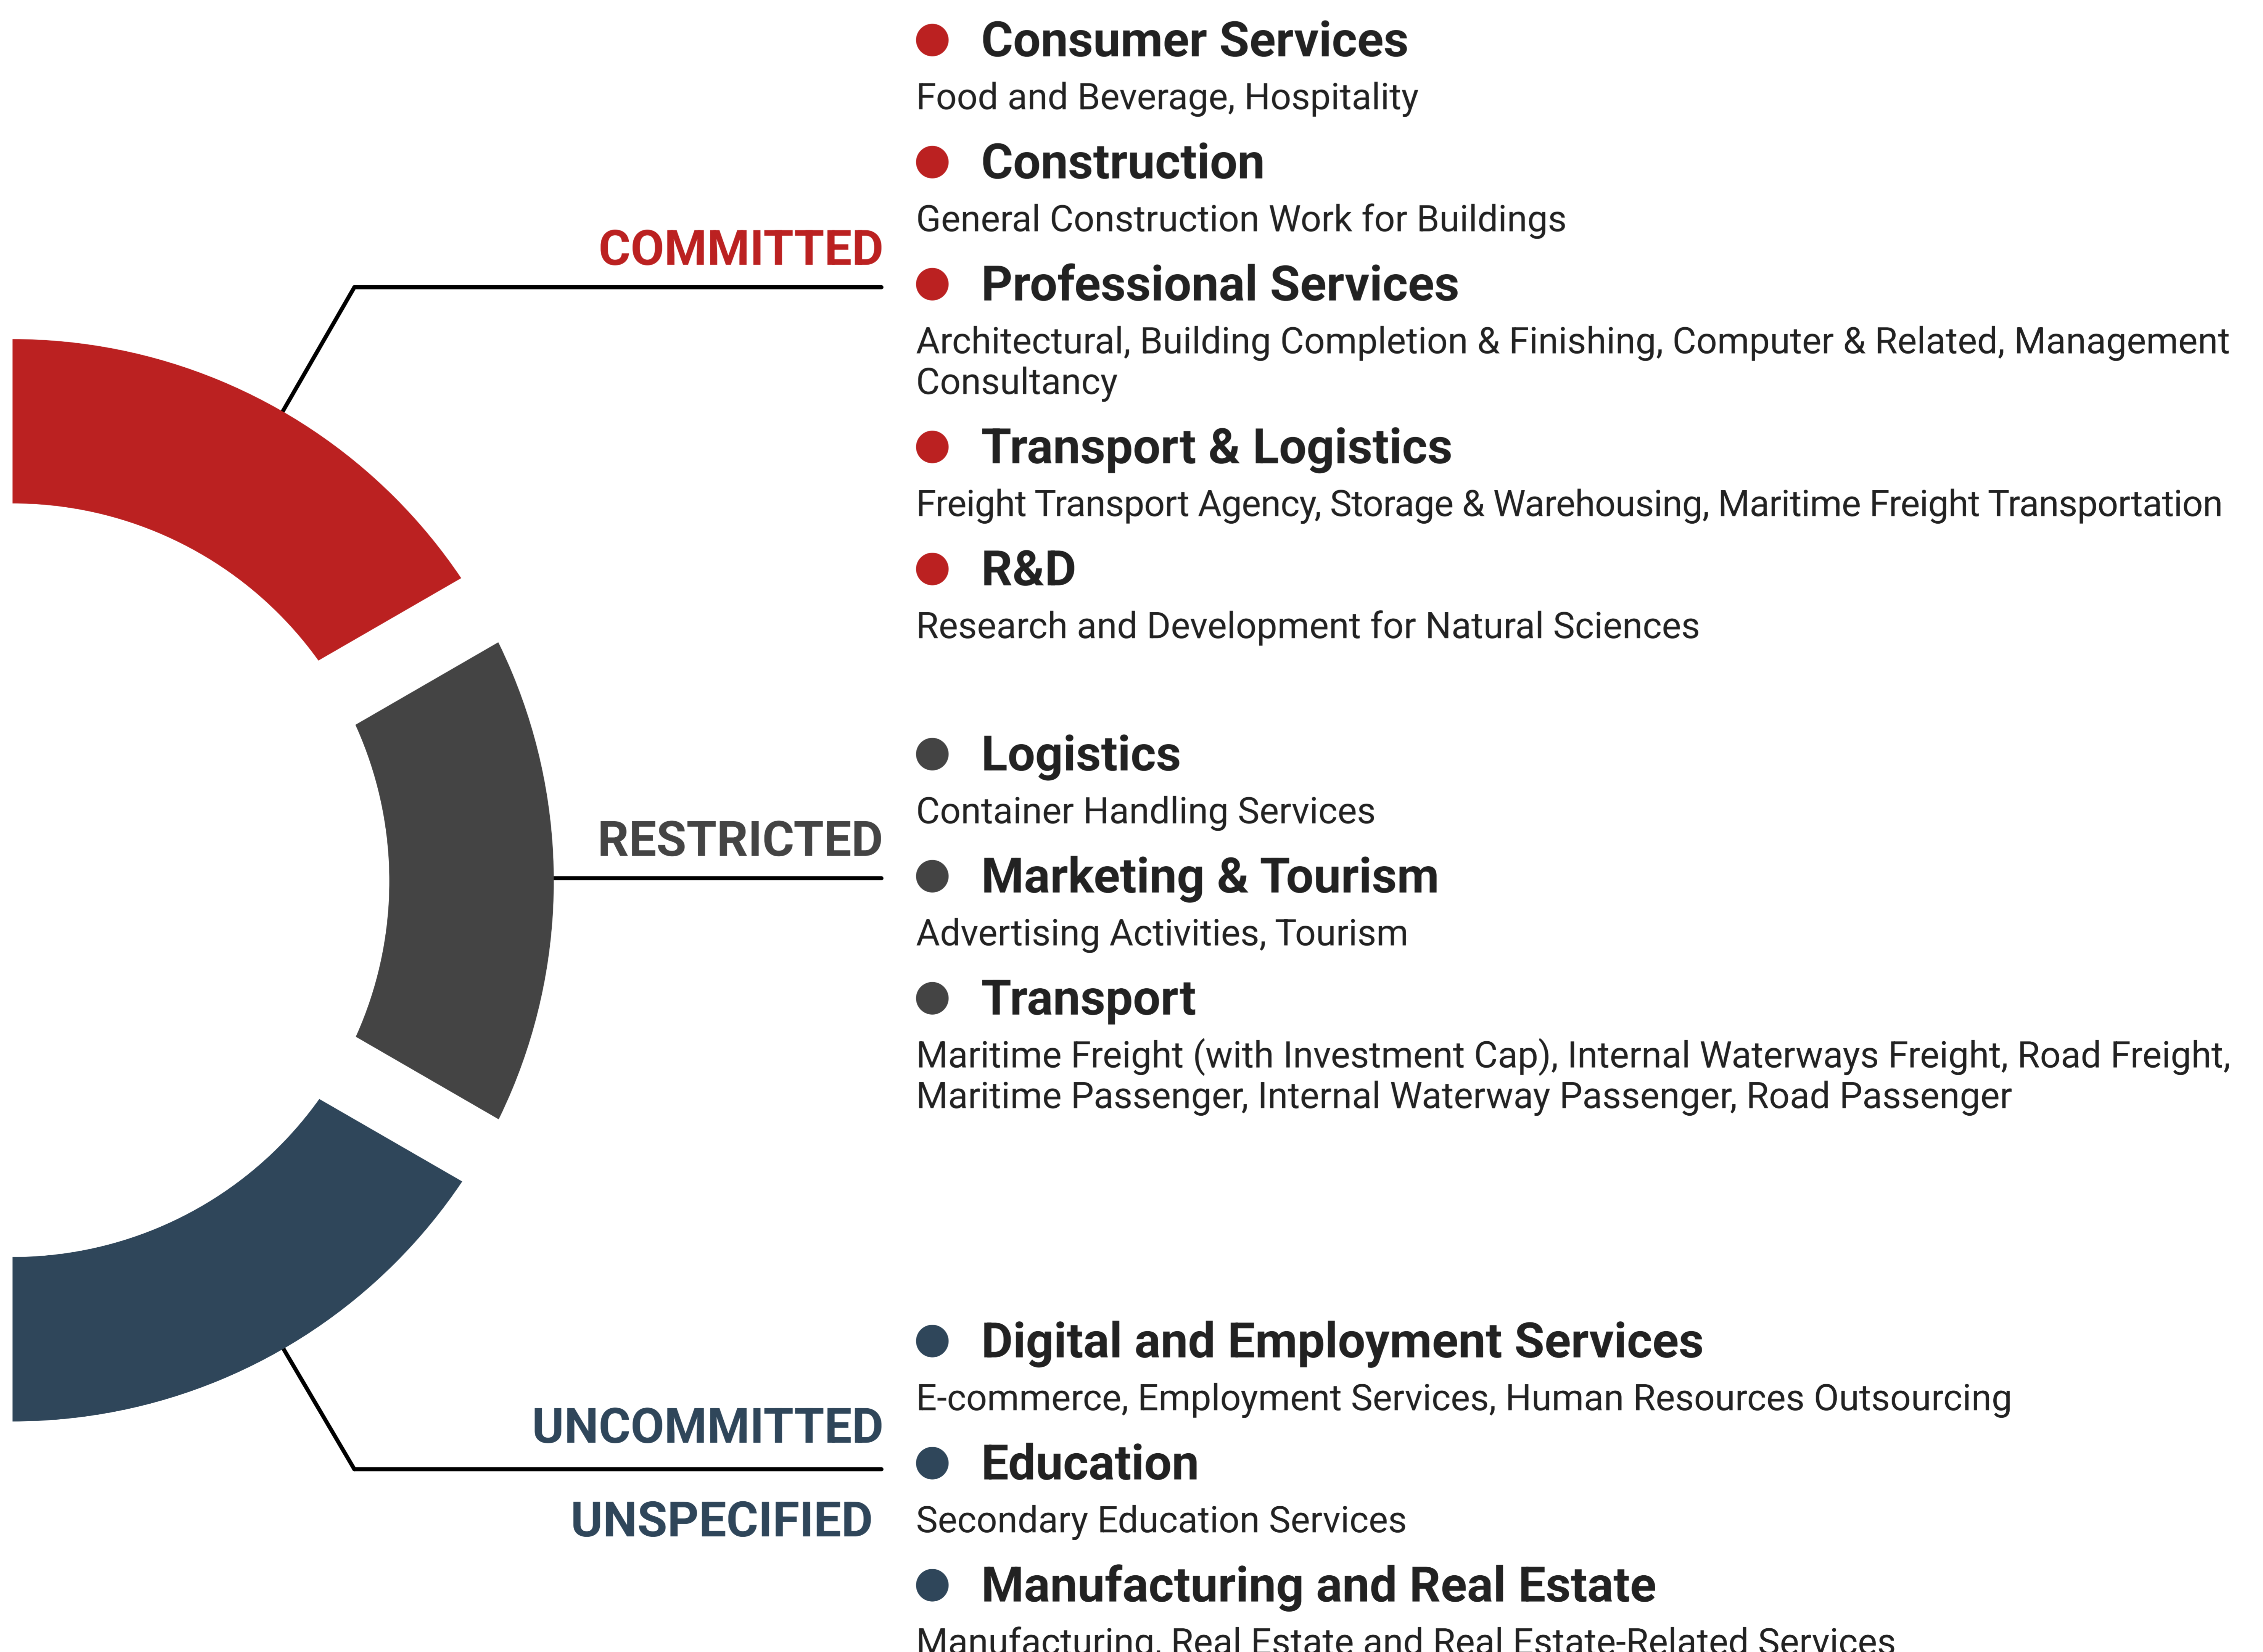 Consumer Services
Food and Beverage, Hospitality
Construction
General Construction Work for Buildings
COMMITTED
Professional Services
Architectural, Building Completion & Finishing, Computer & Related, Management
Consultancy
Transport & Logistics
Freight Transport Agency, Storage & Warehousing, Maritime Freight Transportation
R&D
Research and Development for Natural Sciences
Logistics
Container Handling Services
RESTRICTED
Marketing & Tourism
Advertising Activities, Tourism
Transport
Maritime Freight (with Investment Cap), Internal Waterways Freight, Road Freight,
Maritime Passenger, Internal Waterway Passenger, Road Passenger
Digital and Employment Services
E-commerce, Employment Services, Human Resources Outsourcing
UNCOMMITTED
UNSPECIFIED
Education
Secondary Education Services
Manufacturing and Real Estate
Manufacturing, Real Estate and Real Estate-Related Services